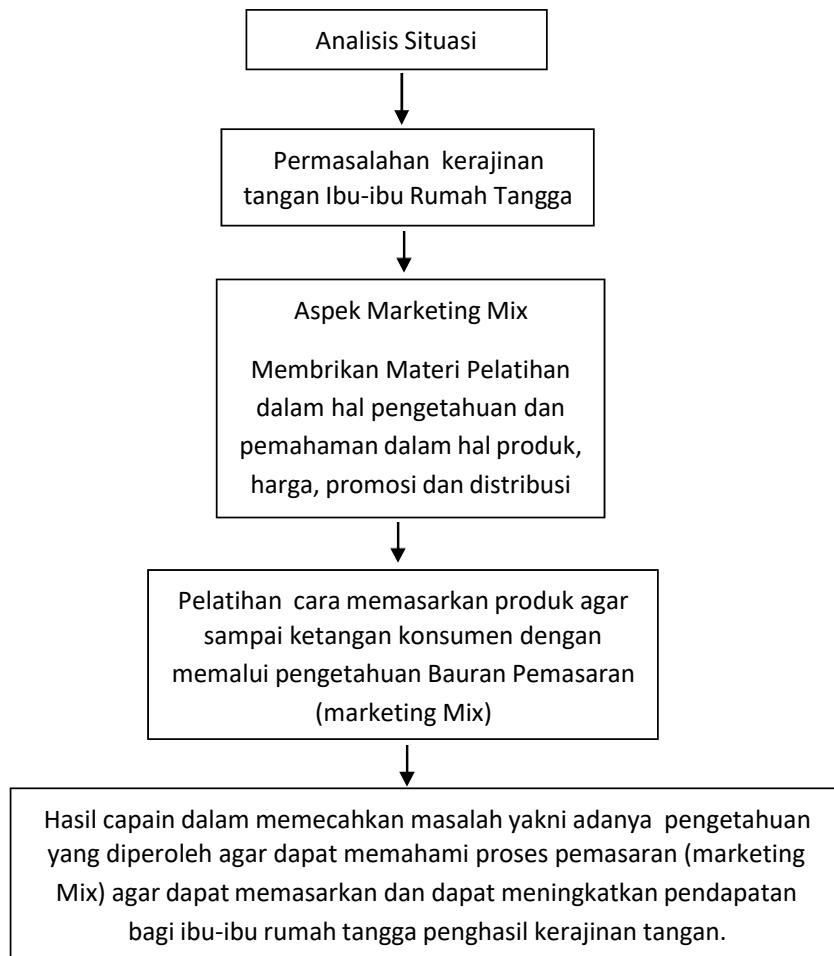 Analisis Situasi
Permasalahan kerajinan
tangan Ibu-ibu Rumah Tangga
Aspek Marketing Mix
Membrikan Materi Pelatihan
dalam hal pengetahuan dan
pemahaman dalam hal produk,
harga, promosi dan distribusi
Pelatihan cara memasarkan produk agar
sampai ketangan konsumen dengan
memalui pengetahuan Bauran Pemasaran
(marketing Mix)
Hasil capain dalam memecahkan masalah yakni adanya pengetahuan
yang diperoleh agar dapat memahami proses pemasaran (marketing
Mix) agar dapat memasarkan dan dapat meningkatkan pendapatan
bagi ibu-ibu rumah tangga penghasil kerajinan tangan.